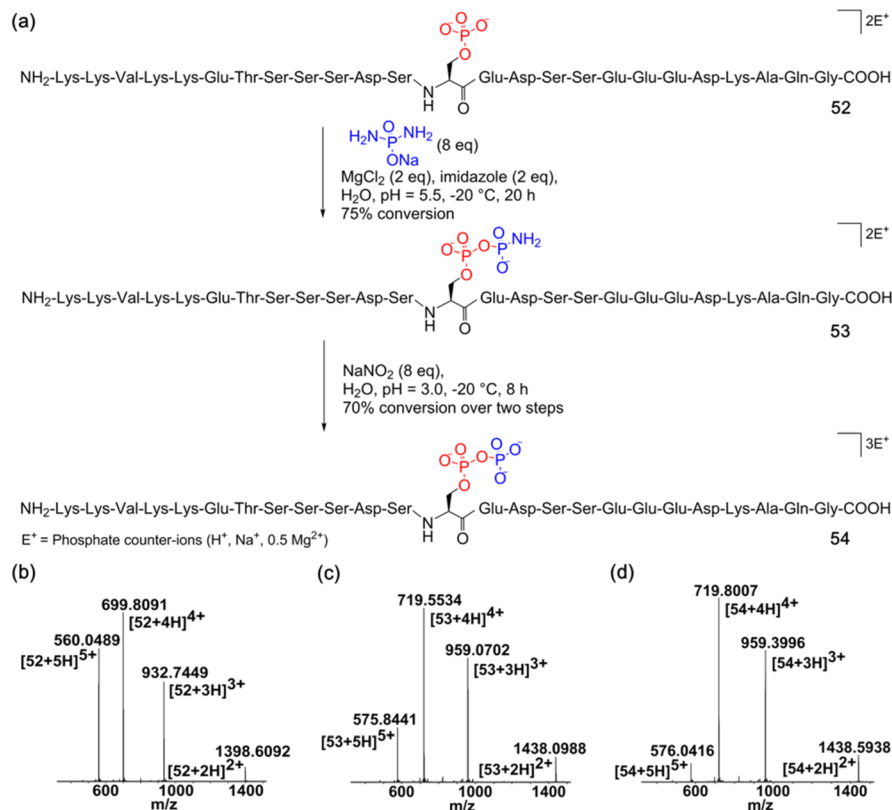 (a)
O
O⁻ P O⁻
O
]2E⁺
NH₂-Lys-Lys-Val-Lys-Lys-Glu-Thr-Ser-Ser-Ser-Asp-Ser N H O Glu-Asp-Ser-Ser-Glu-Glu-Glu-Asp-Lys-Ala-Gln-Gly-COOH
52
O
H₂N P NH₂ (8 eq)
ONa
MgCl₂ (2 eq), imidazole (2 eq),
H₂O, pH = 5.5, -20 °C, 20 h
75% conversion
]2E⁺
O O
O⁻ P O P NH₂
O O⁻
NH₂-Lys-Lys-Val-Lys-Lys-Glu-Thr-Ser-Ser-Ser-Asp-Ser N H O Glu-Asp-Ser-Ser-Glu-Glu-Glu-Asp-Lys-Ala-Gln-Gly-COOH
53
NaNO₂ (8 eq),
H₂O, pH = 3.0, -20 °C, 8 h
70% conversion over two steps
]3E⁺
O O
O⁻ P O P O⁻
O O⁻
NH₂-Lys-Lys-Val-Lys-Lys-Glu-Thr-Ser-Ser-Ser-Asp-Ser N H O Glu-Asp-Ser-Ser-Glu-Glu-Glu-Asp-Lys-Ala-Gln-Gly-COOH
54
E⁺ = Phosphate counter-ions (H⁺, Na⁺, 0.5 Mg²⁺)
(b)
699.8091
[52+4H]⁴⁺
560.0489
[52+5H]⁵⁺
932.7449
[52+3H]³⁺
1398.6092
[52+2H]²⁺
600 1000 1400
m/z
(c)
719.5534
[53+4H]⁴⁺
959.0702
[53+3H]³⁺
575.8441
[53+5H]⁵⁺
1438.0988
[53+2H]²⁺
600 1000 1400
m/z
(d)
719.8007
[54+4H]⁴⁺
959.3996
[54+3H]³⁺
576.0416
[54+5H]⁵⁺
1438.5938
[54+2H]²⁺
600 1000 1400
m/z